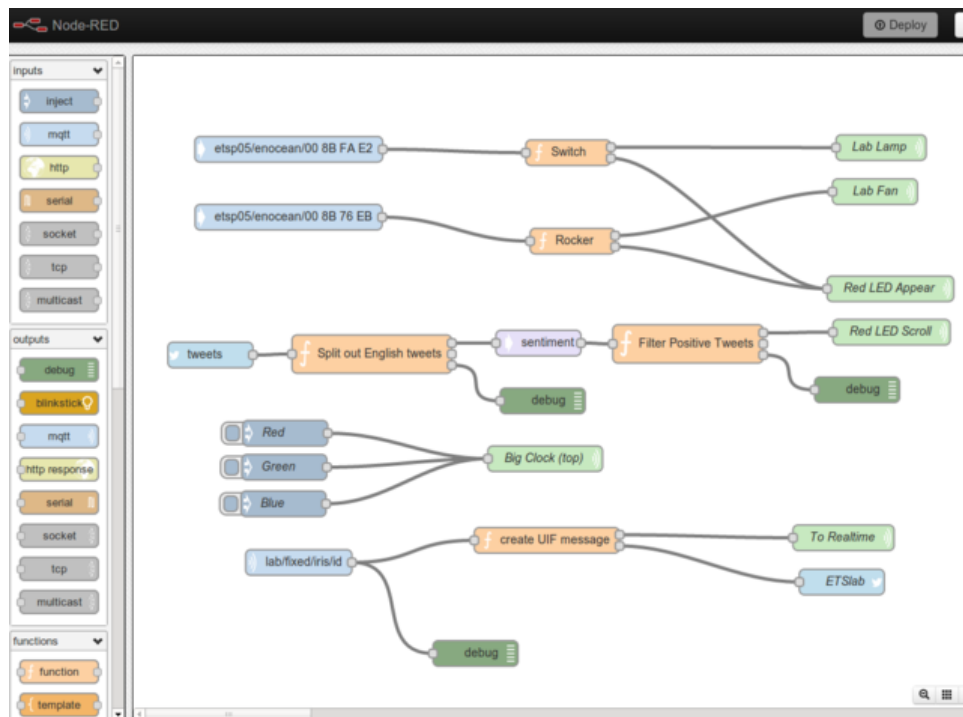 Node-RED
Deploy
inputs
inject
mqtt
http
serial
socket
tcp
multicast
outputs
debug
blinkstick
mqtt
http response
serial
socket
tcp
multicast
functions
function
template
etsp05/enocean/00 8B FA E2
Switch
Lab Lamp
Lab Fan
etsp05/enocean/00 8B 76 EB
Rocker
Red LED Appear
Red LED Scroll
tweets
Split out English tweets
sentiment
Filter Positive Tweets
debug
debug
Red
Green
Blue
Big Clock (top)
lab/fixed/iris/id
create UIF message
To Realtime
ETSlab
debug